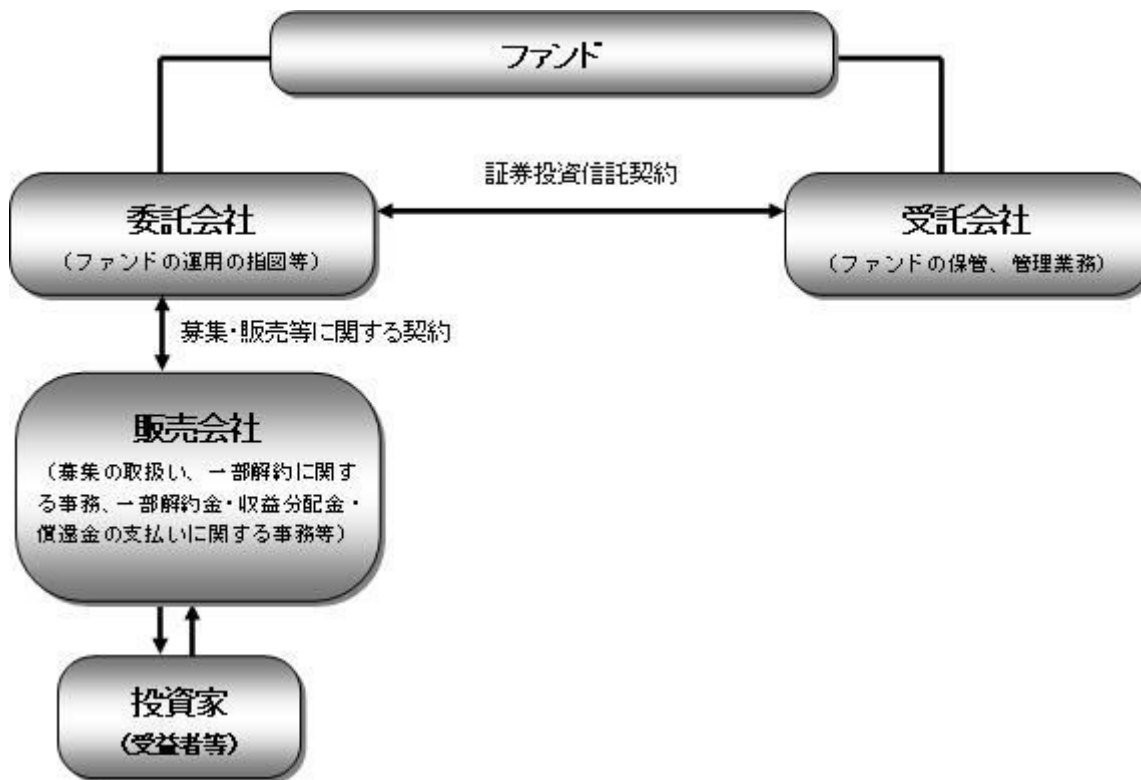 ファンド
証券投資信託契約
委託会社
（ファンドの運用の指図等）
受託会社
（ファンドの保管、管理業務）
募集・販売等に関する契約
販売会社
（募集の取扱い、一部解約に関す
る事務、一部解約金・収益分配金・
償還金の支払いに関する事務等）
投資家
（受益者等）